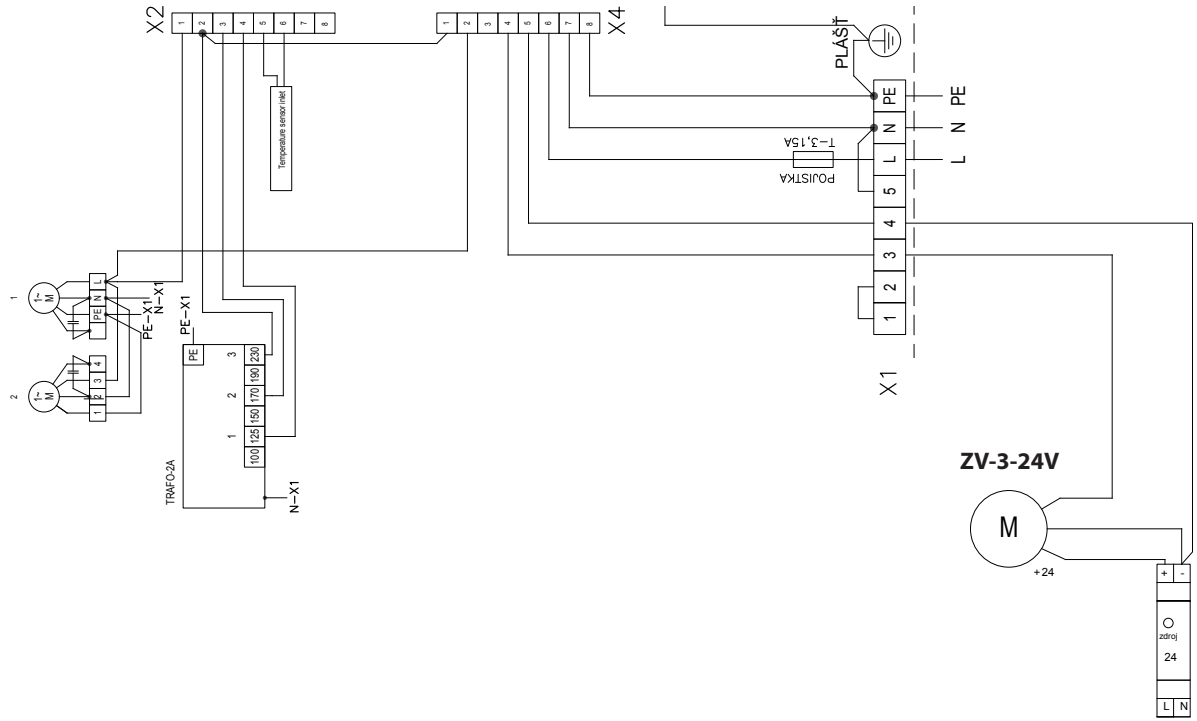 X2
1 2 3 4 5 6 7 8
X4
1 2 3 4 5 6 7 8
Temperature sensor inlet
PLÁŠŤ
PE
N
L
5
4
3
2
1
X1
PE
N
L
T-3,15A
POJISTKA
1
1~
M
L
N
PE
PE-X1
N-X1
2
1~
M
4
3
2
1
TRAFO-2A
PE
PE-X1
3
2
1
230
190
170
150
125
100
N-X1
ZV-3-24V
M
+24
+ -
zdroj
24
L N